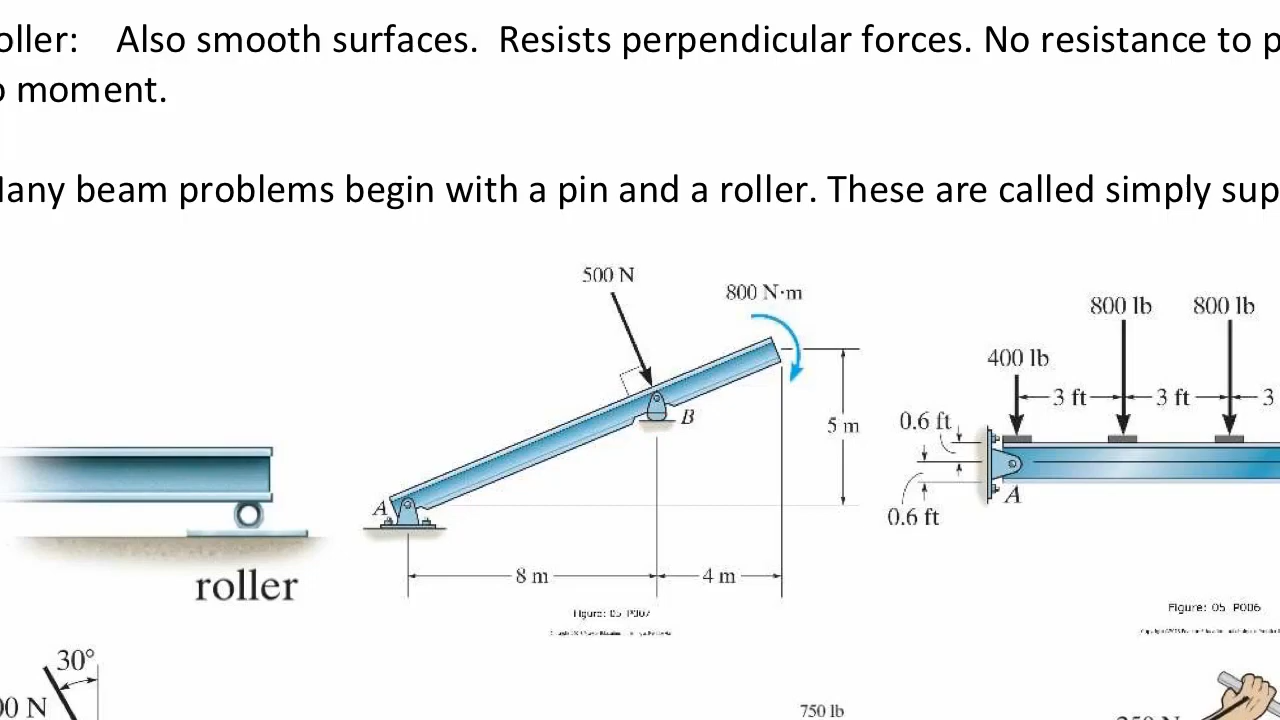 oller: Also smooth surfaces. Resists perpendicular forces. No resistance to p
o moment.
any beam problems begin with a pin and a roller. These are called simply sup
500 N
800 N·m
800 lb 800 lb
400 lb
3 ft 3 ft 3
B
5 m
0.6 ft
A
A
0.6 ft
8 m 4 m
roller
Figure: 05 P007
Figure: 05 P006
30°
00 N
750 lb
250 N